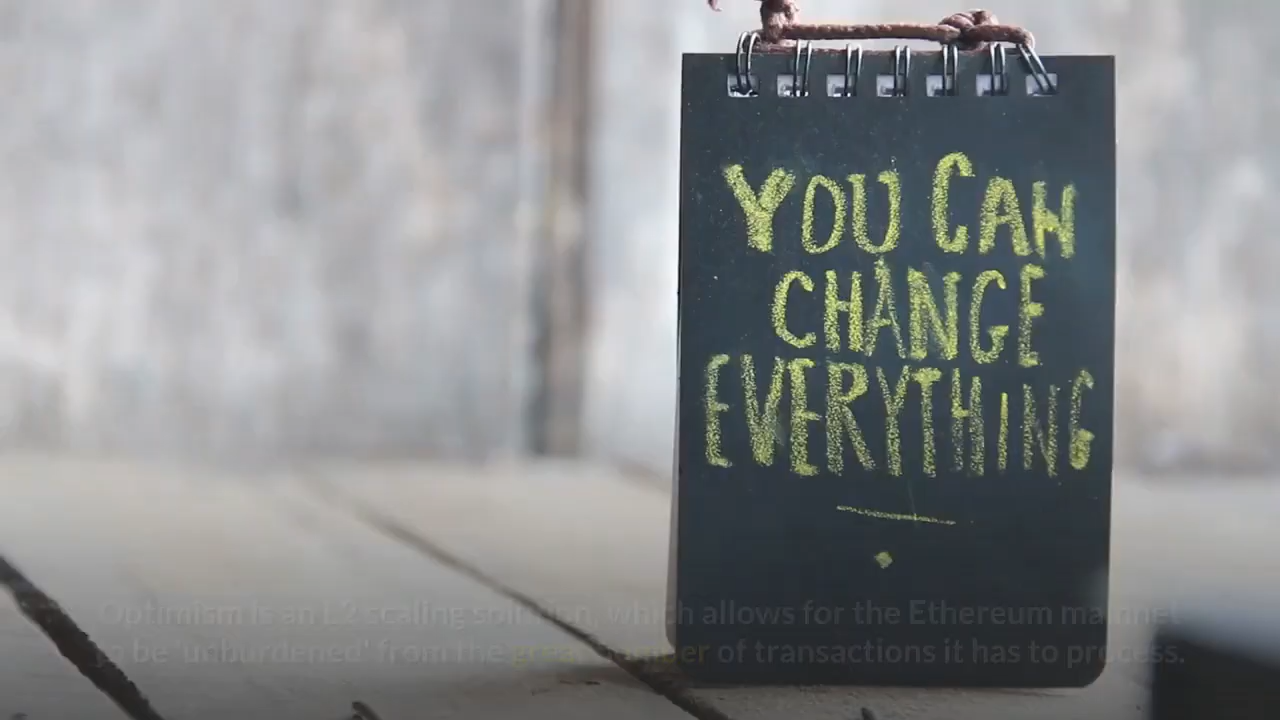 YOU CAN
CHANGE
EVERYTHING
Optimism is an L2 scaling solution, which allows for the Ethereum mainnet
to be 'unburdened' from the great number of transactions it has to process.